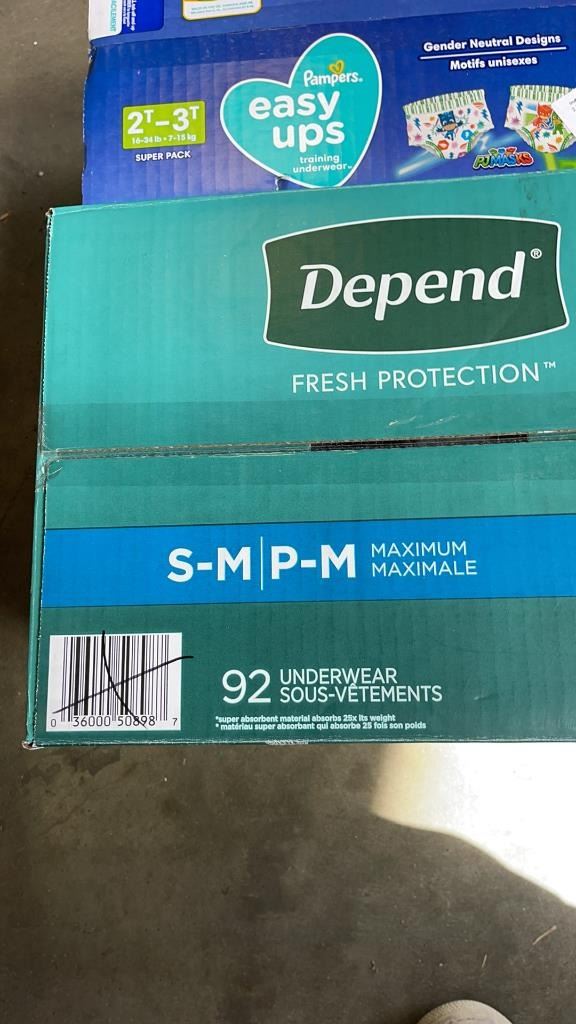 Gender Neutral Designs
Motifs unisexes
Pampers®
easy
ups
training
underwear™
2T-3T
16-34 lb • 7-15 kg
SUPER PACK
PJ MASKS
Depend®
FRESH PROTECTION™
S-M | P-M MAXIMUM
MAXIMALE
92 UNDERWEAR
SOUS-VÊTEMENTS
*super absorbent material absorbs 25x its weight
* matériau super absorbant qui absorbe 25 fois son poids
0 36000 50898 7